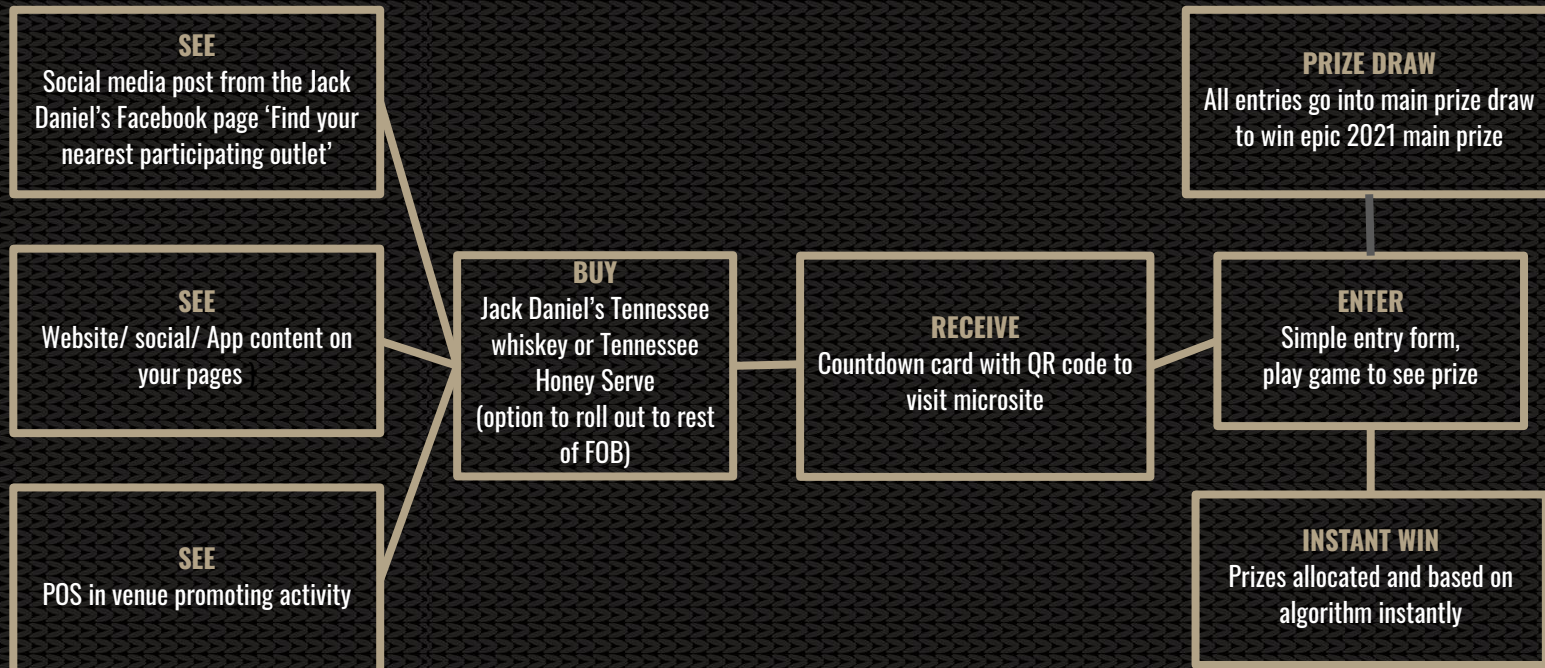 SEE
Social media post from the Jack
Daniel’s Facebook page ‘Find your
nearest participating outlet’
SEE
Website/ social/ App content on
your pages
SEE
POS in venue promoting activity
BUY
Jack Daniel’s Tennessee
whiskey or Tennessee
Honey Serve
(option to roll out to rest
of FOB)
RECEIVE
Countdown card with QR code to
visit microsite
PRIZE DRAW
All entries go into main prize draw
to win epic 2021 main prize
ENTER
Simple entry form,
play game to see prize
INSTANT WIN
Prizes allocated and based on
algorithm instantly